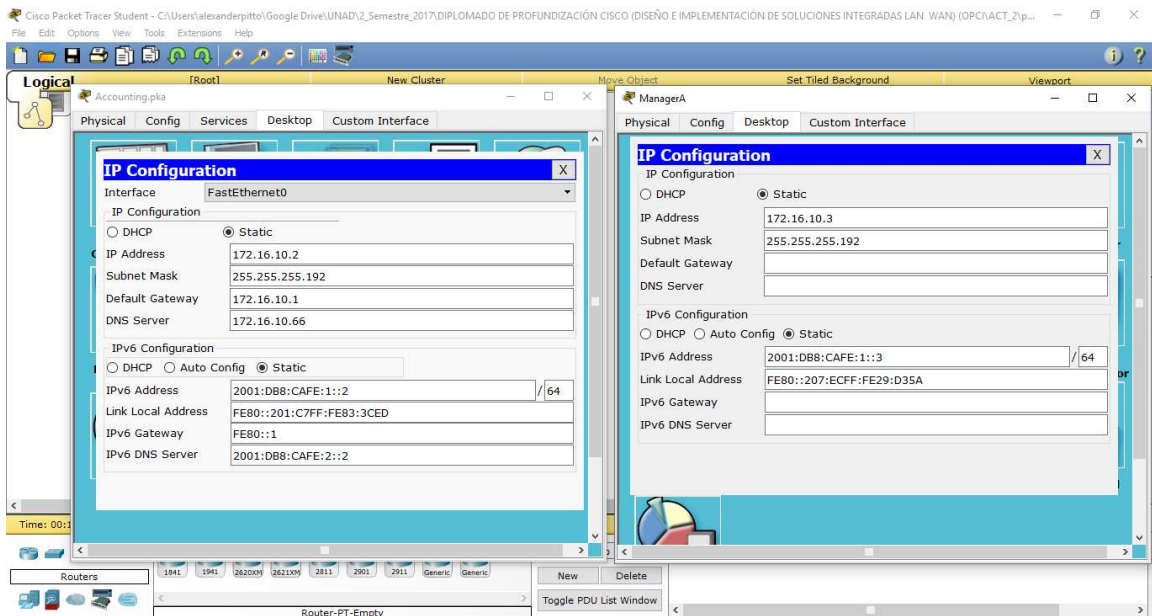 Cisco Packet Tracer Student - C:\Users\alexanderpitto\Google Drive\UNAD\2_Semestre_2017\DIPLOMADO DE PROFUNDIZACIÓN CISCO (DISEÑO E IMPLEMENTACIÓN DE SOLUCIONES INTEGRADAS LAN WAN) (OPCI\ACT_2\p...
File Edit Options View Tools Extensions Help
Logical [Root] New Cluster Move Object Set Tiled Background Viewport
Accounting.pka
Physical Config Services Desktop Custom Interface
IP Configuration X
Interface FastEthernet0
IP Configuration
DHCP Static
IP Address 172.16.10.2
Subnet Mask 255.255.255.192
Default Gateway 172.16.10.1
DNS Server 172.16.10.66
IPv6 Configuration
DHCP Auto Config Static
IPv6 Address 2001:DB8:CAFE:1::2 / 64
Link Local Address FE80::201:C7FF:FE83:3CED
IPv6 Gateway FE80::1
IPv6 DNS Server 2001:DB8:CAFE:2::2
ManagerA
Physical Config Desktop Custom Interface
IP Configuration X
IP Configuration
DHCP Static
IP Address 172.16.10.3
Subnet Mask 255.255.255.192
Default Gateway
DNS Server
IPv6 Configuration
DHCP Auto Config Static
IPv6 Address 2001:DB8:CAFE:1::3 / 64
Link Local Address FE80::207:ECFF:FE29:D35A
IPv6 Gateway
IPv6 DNS Server
Time: 00:1
Routers
1841 1941 2620XM 2621XM 2811 2901 2911 Generic Generic
Router-PT-Empty
New Delete
Toggle PDU List Window